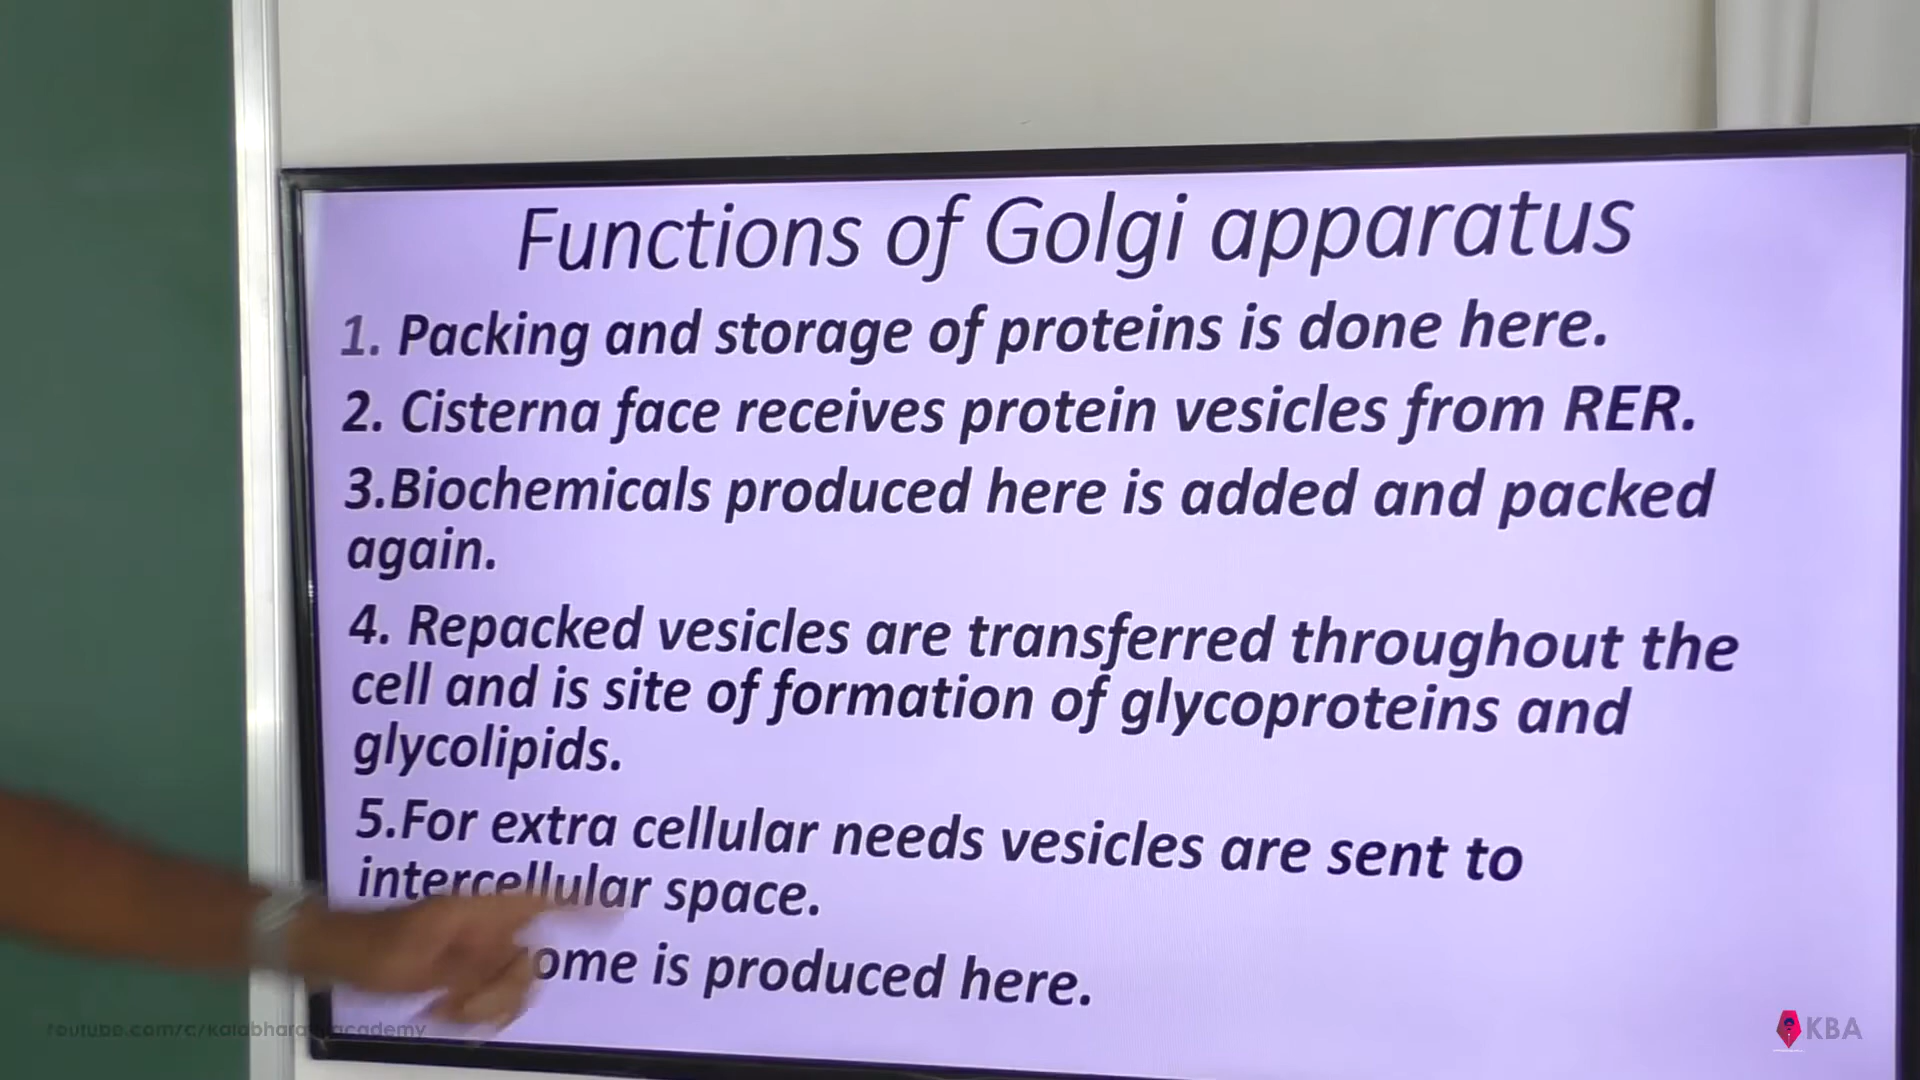 Functions of Golgi apparatus
1. Packing and storage of proteins is done here.
2. Cisterna face receives protein vesicles from RER.
3.Biochemicals produced here is added and packed
again.
4. Repacked vesicles are transferred throughout the
cell and is site of formation of glycoproteins and
glycolipids.
5.For extra cellular needs vesicles are sent to
intercellular space.
is produced here.
youtube.com/c/kalabharathiacademy
KBA